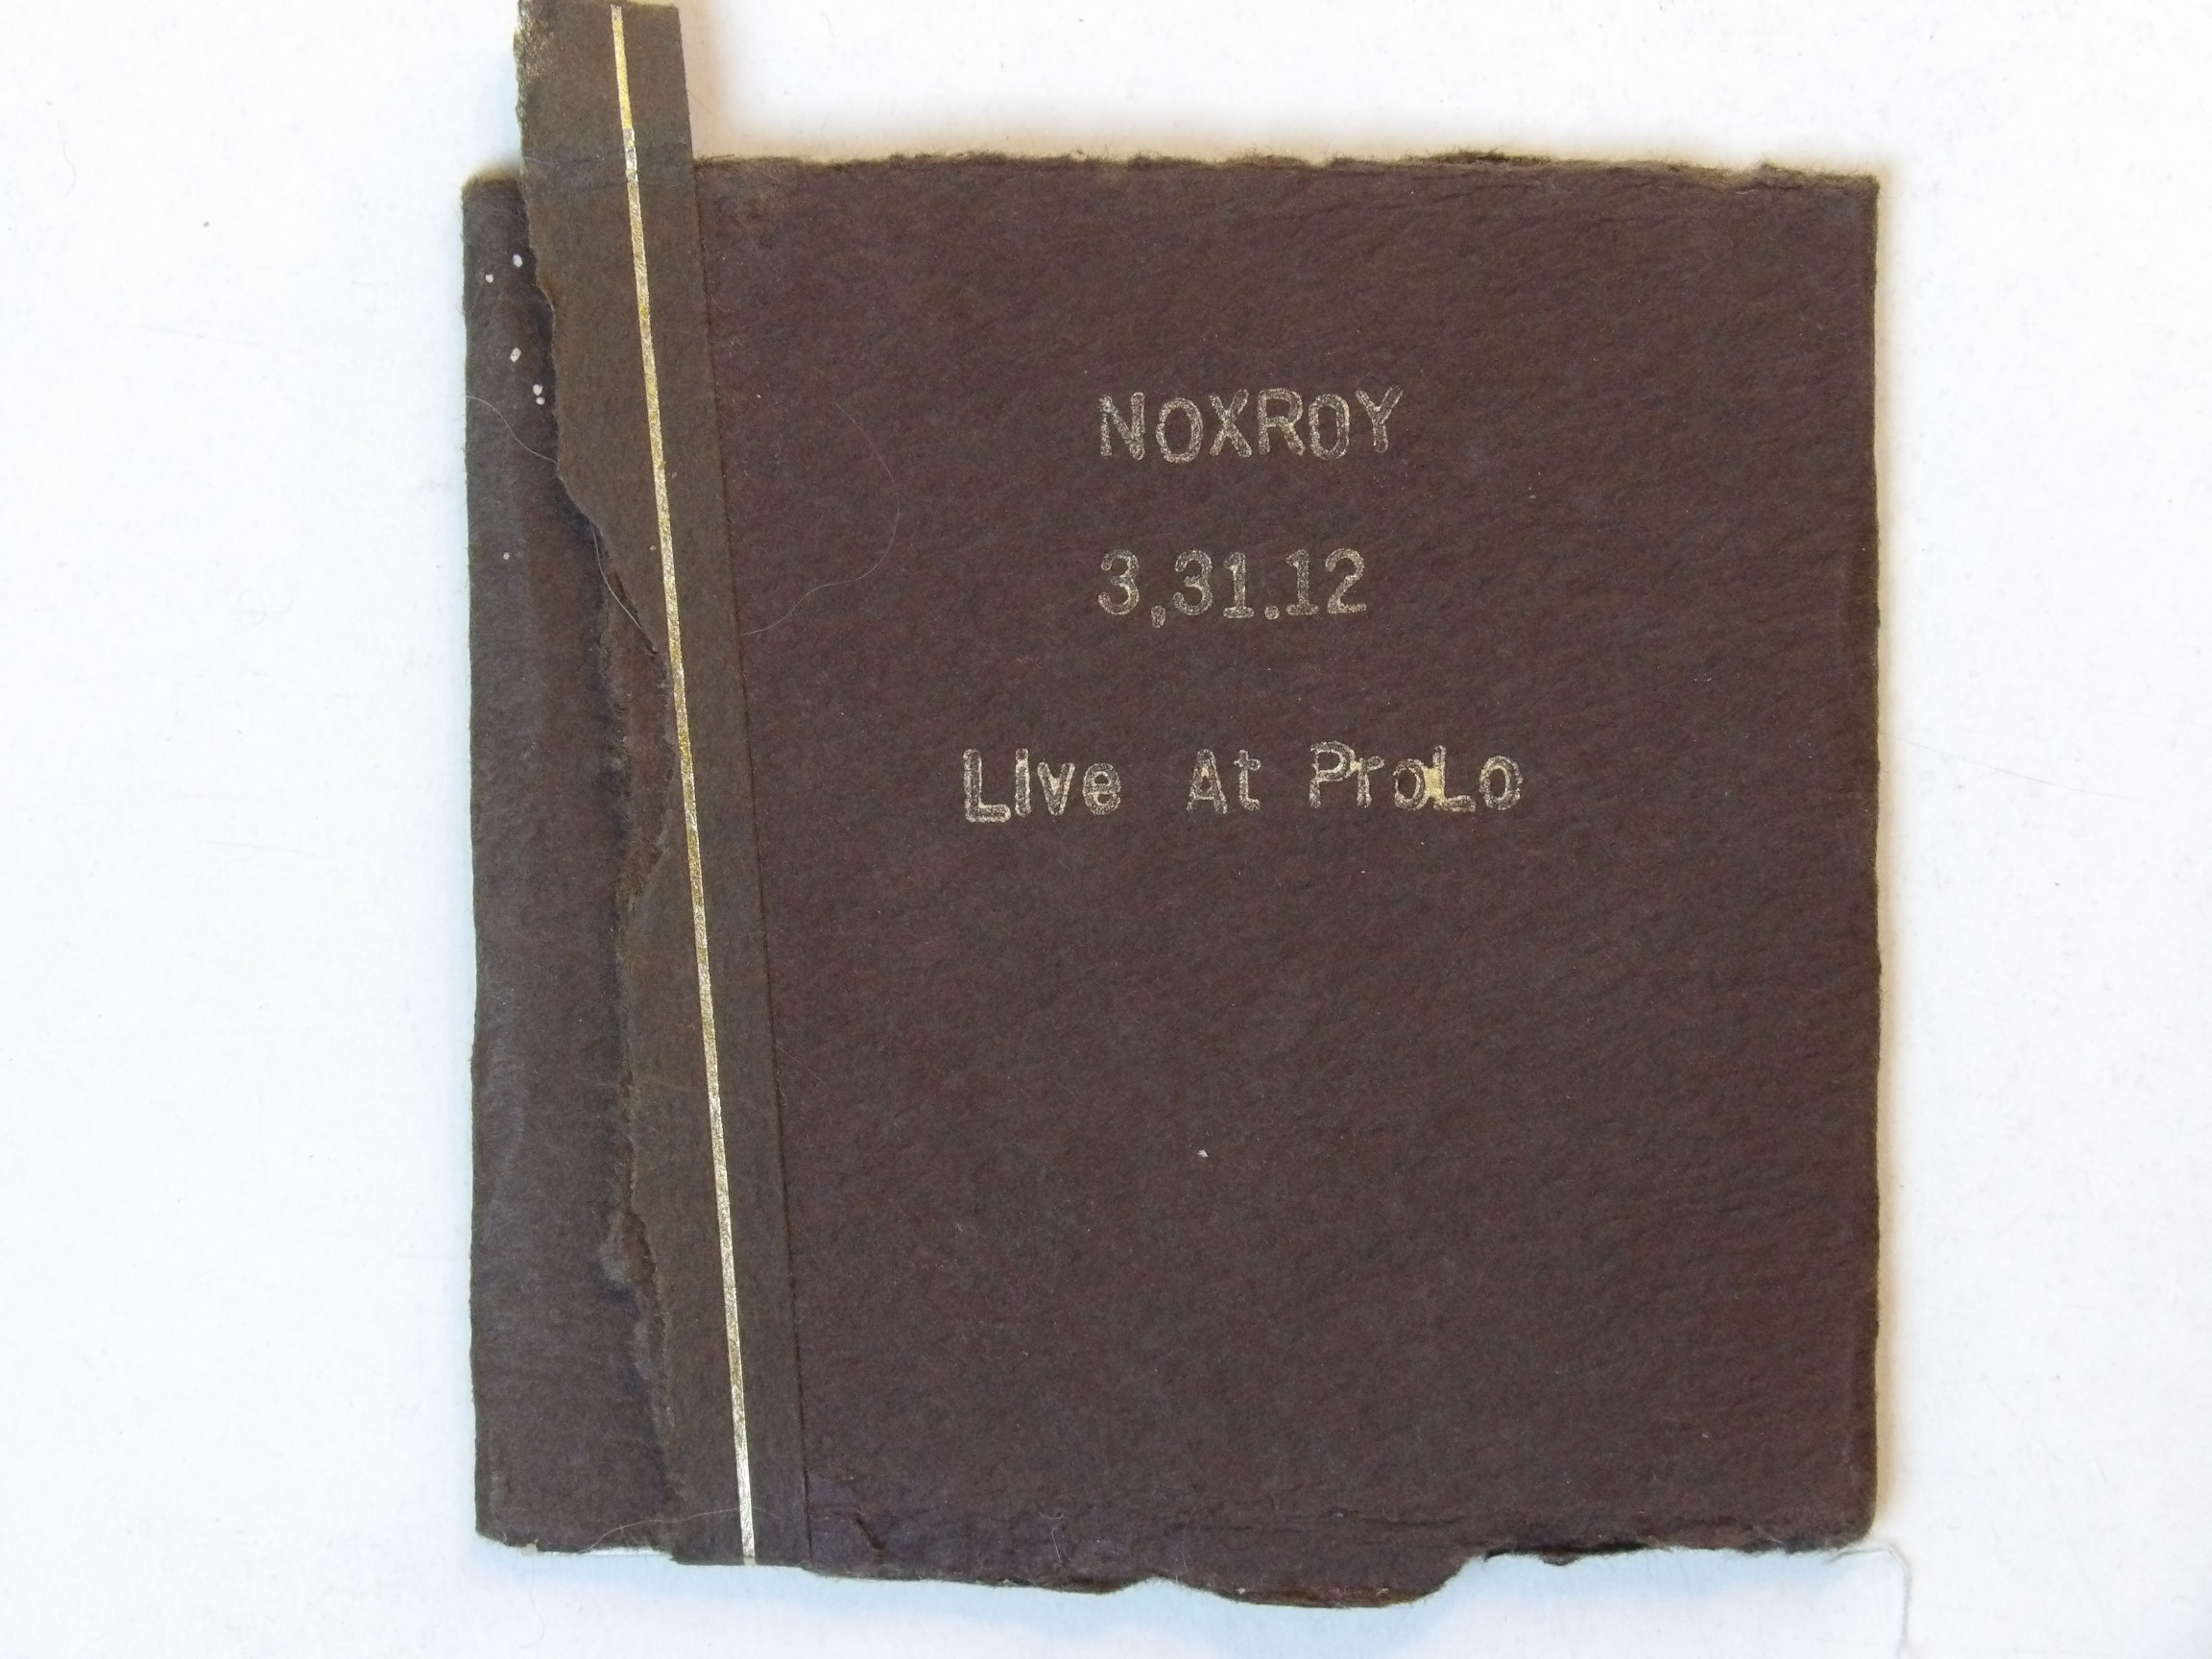 NOXROY
3,31.12
Live At ProLo